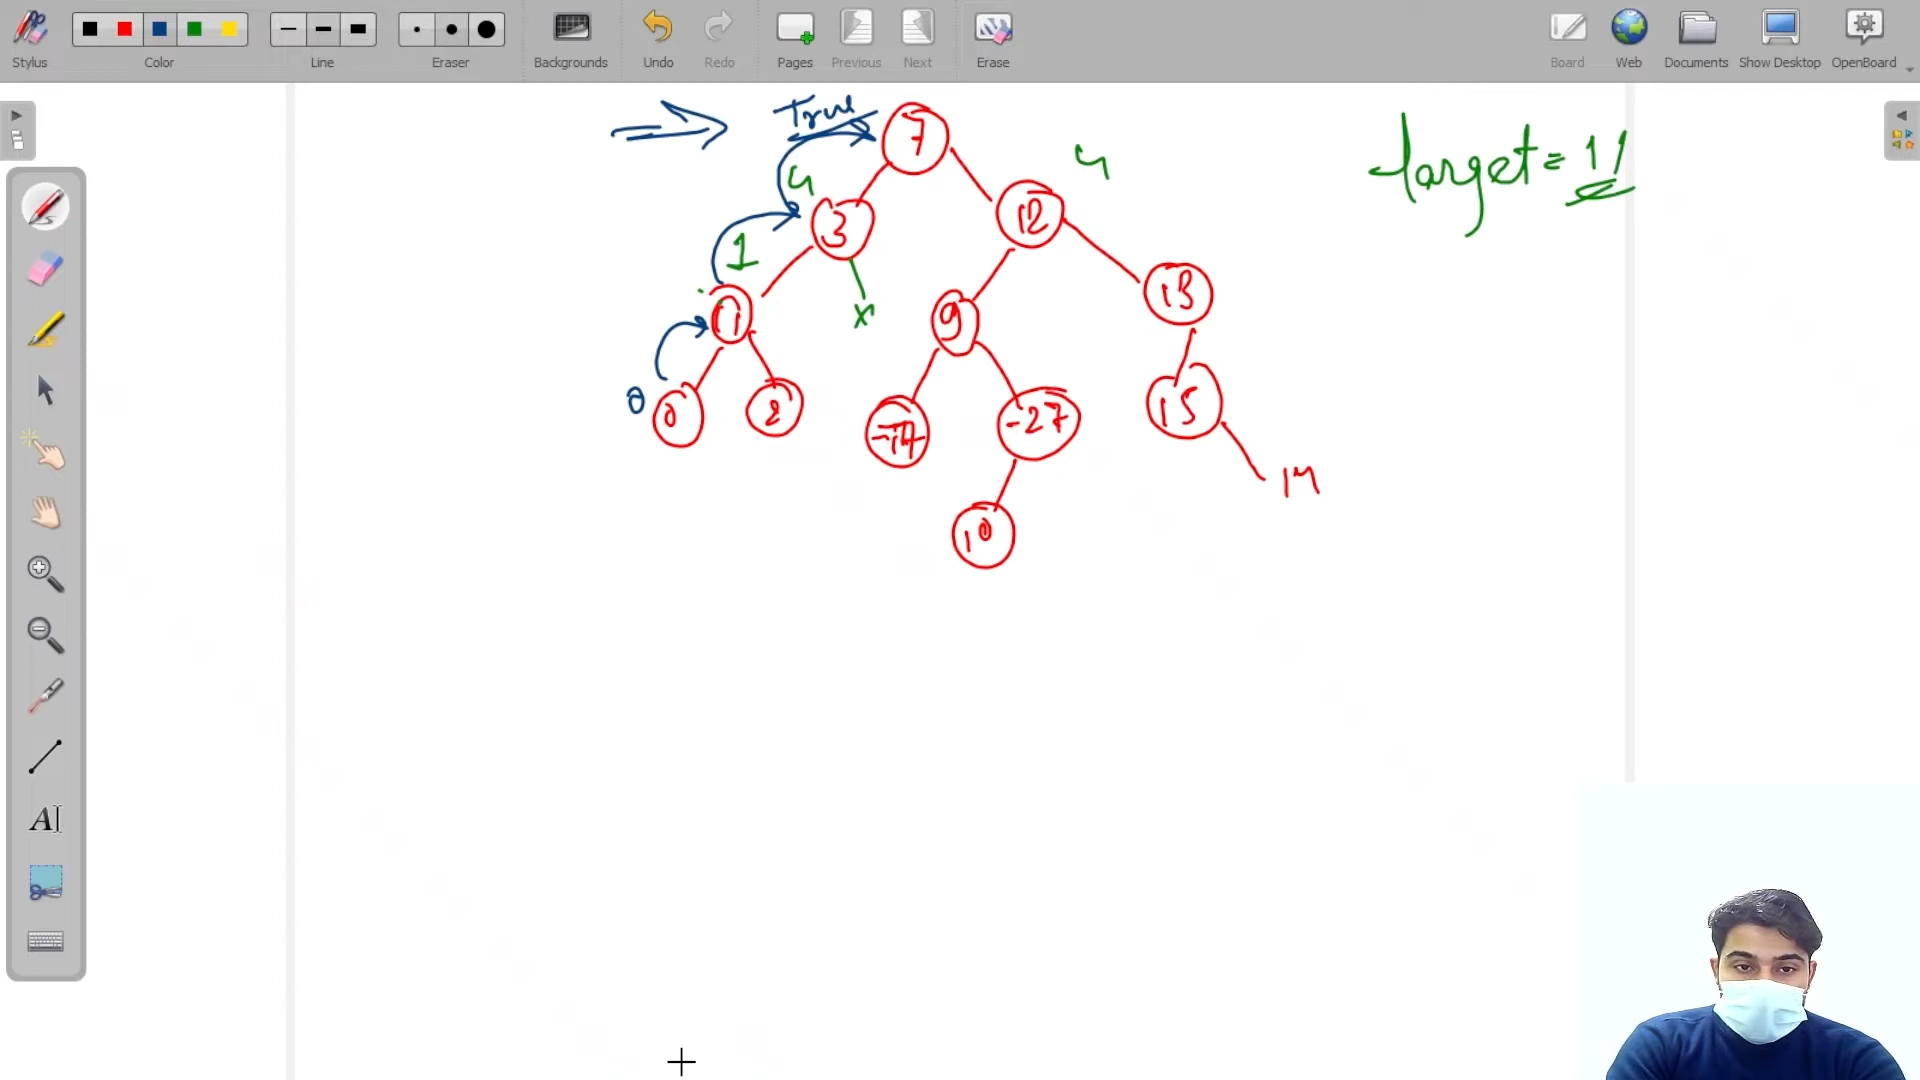 Stylus
Color
Line
Eraser
Backgrounds
Undo
Redo
Pages
Previous
Next
Erase
Board
Web
Documents
Show Desktop
OpenBoard
True
7
4
4
target = 11
3
12
1
1
x
9
13
0
0
2
-27
15
14
10
A